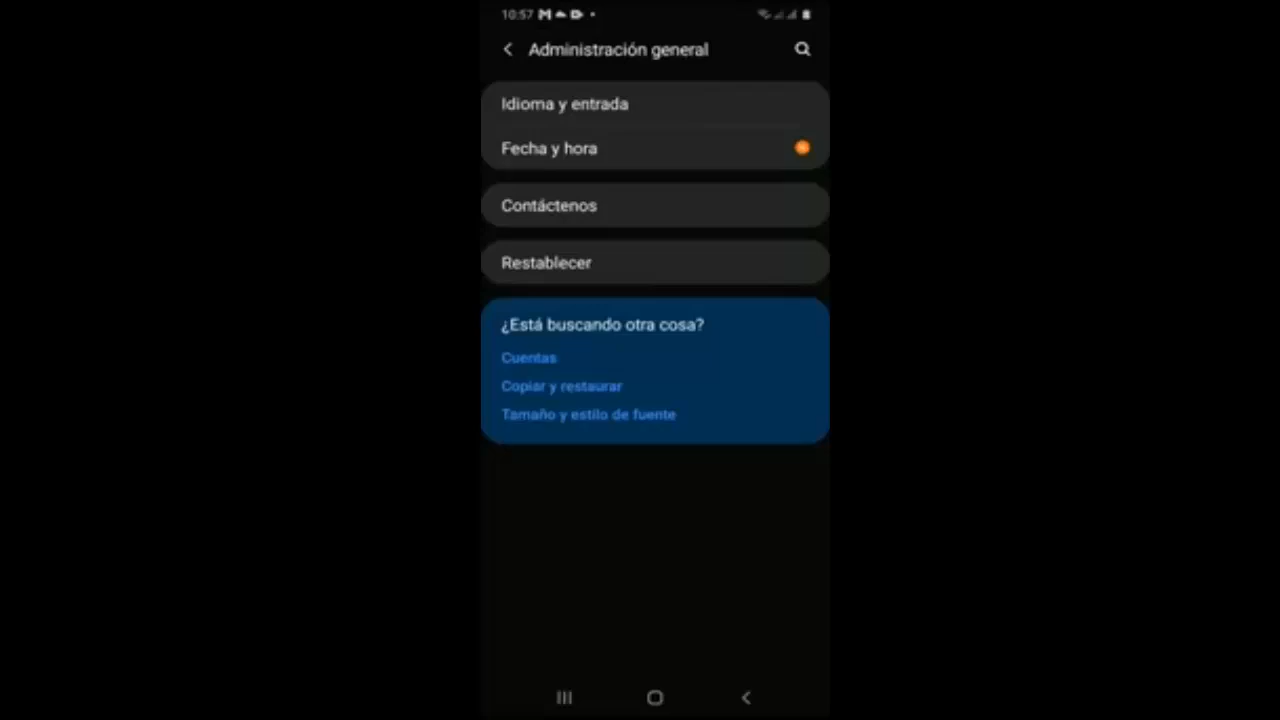 10:57
Administración general
Idioma y entrada
Fecha y hora
Contáctenos
Restablecer
¿Está buscando otra cosa?
Cuentas
Copiar y restaurar
Tamaño y estilo de fuente